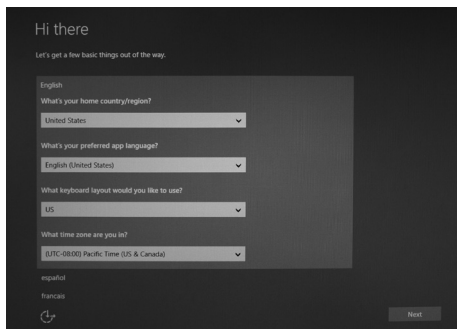 Hi there
Let's get a few basic things out of the way.
English
What's your home country/region?
United States
What's your preferred app language?
English (United States)
What keyboard layout would you like to use?
US
What time zone are you in?
(UTC-08:00) Pacific Time (US & Canada)
español
francais
Next